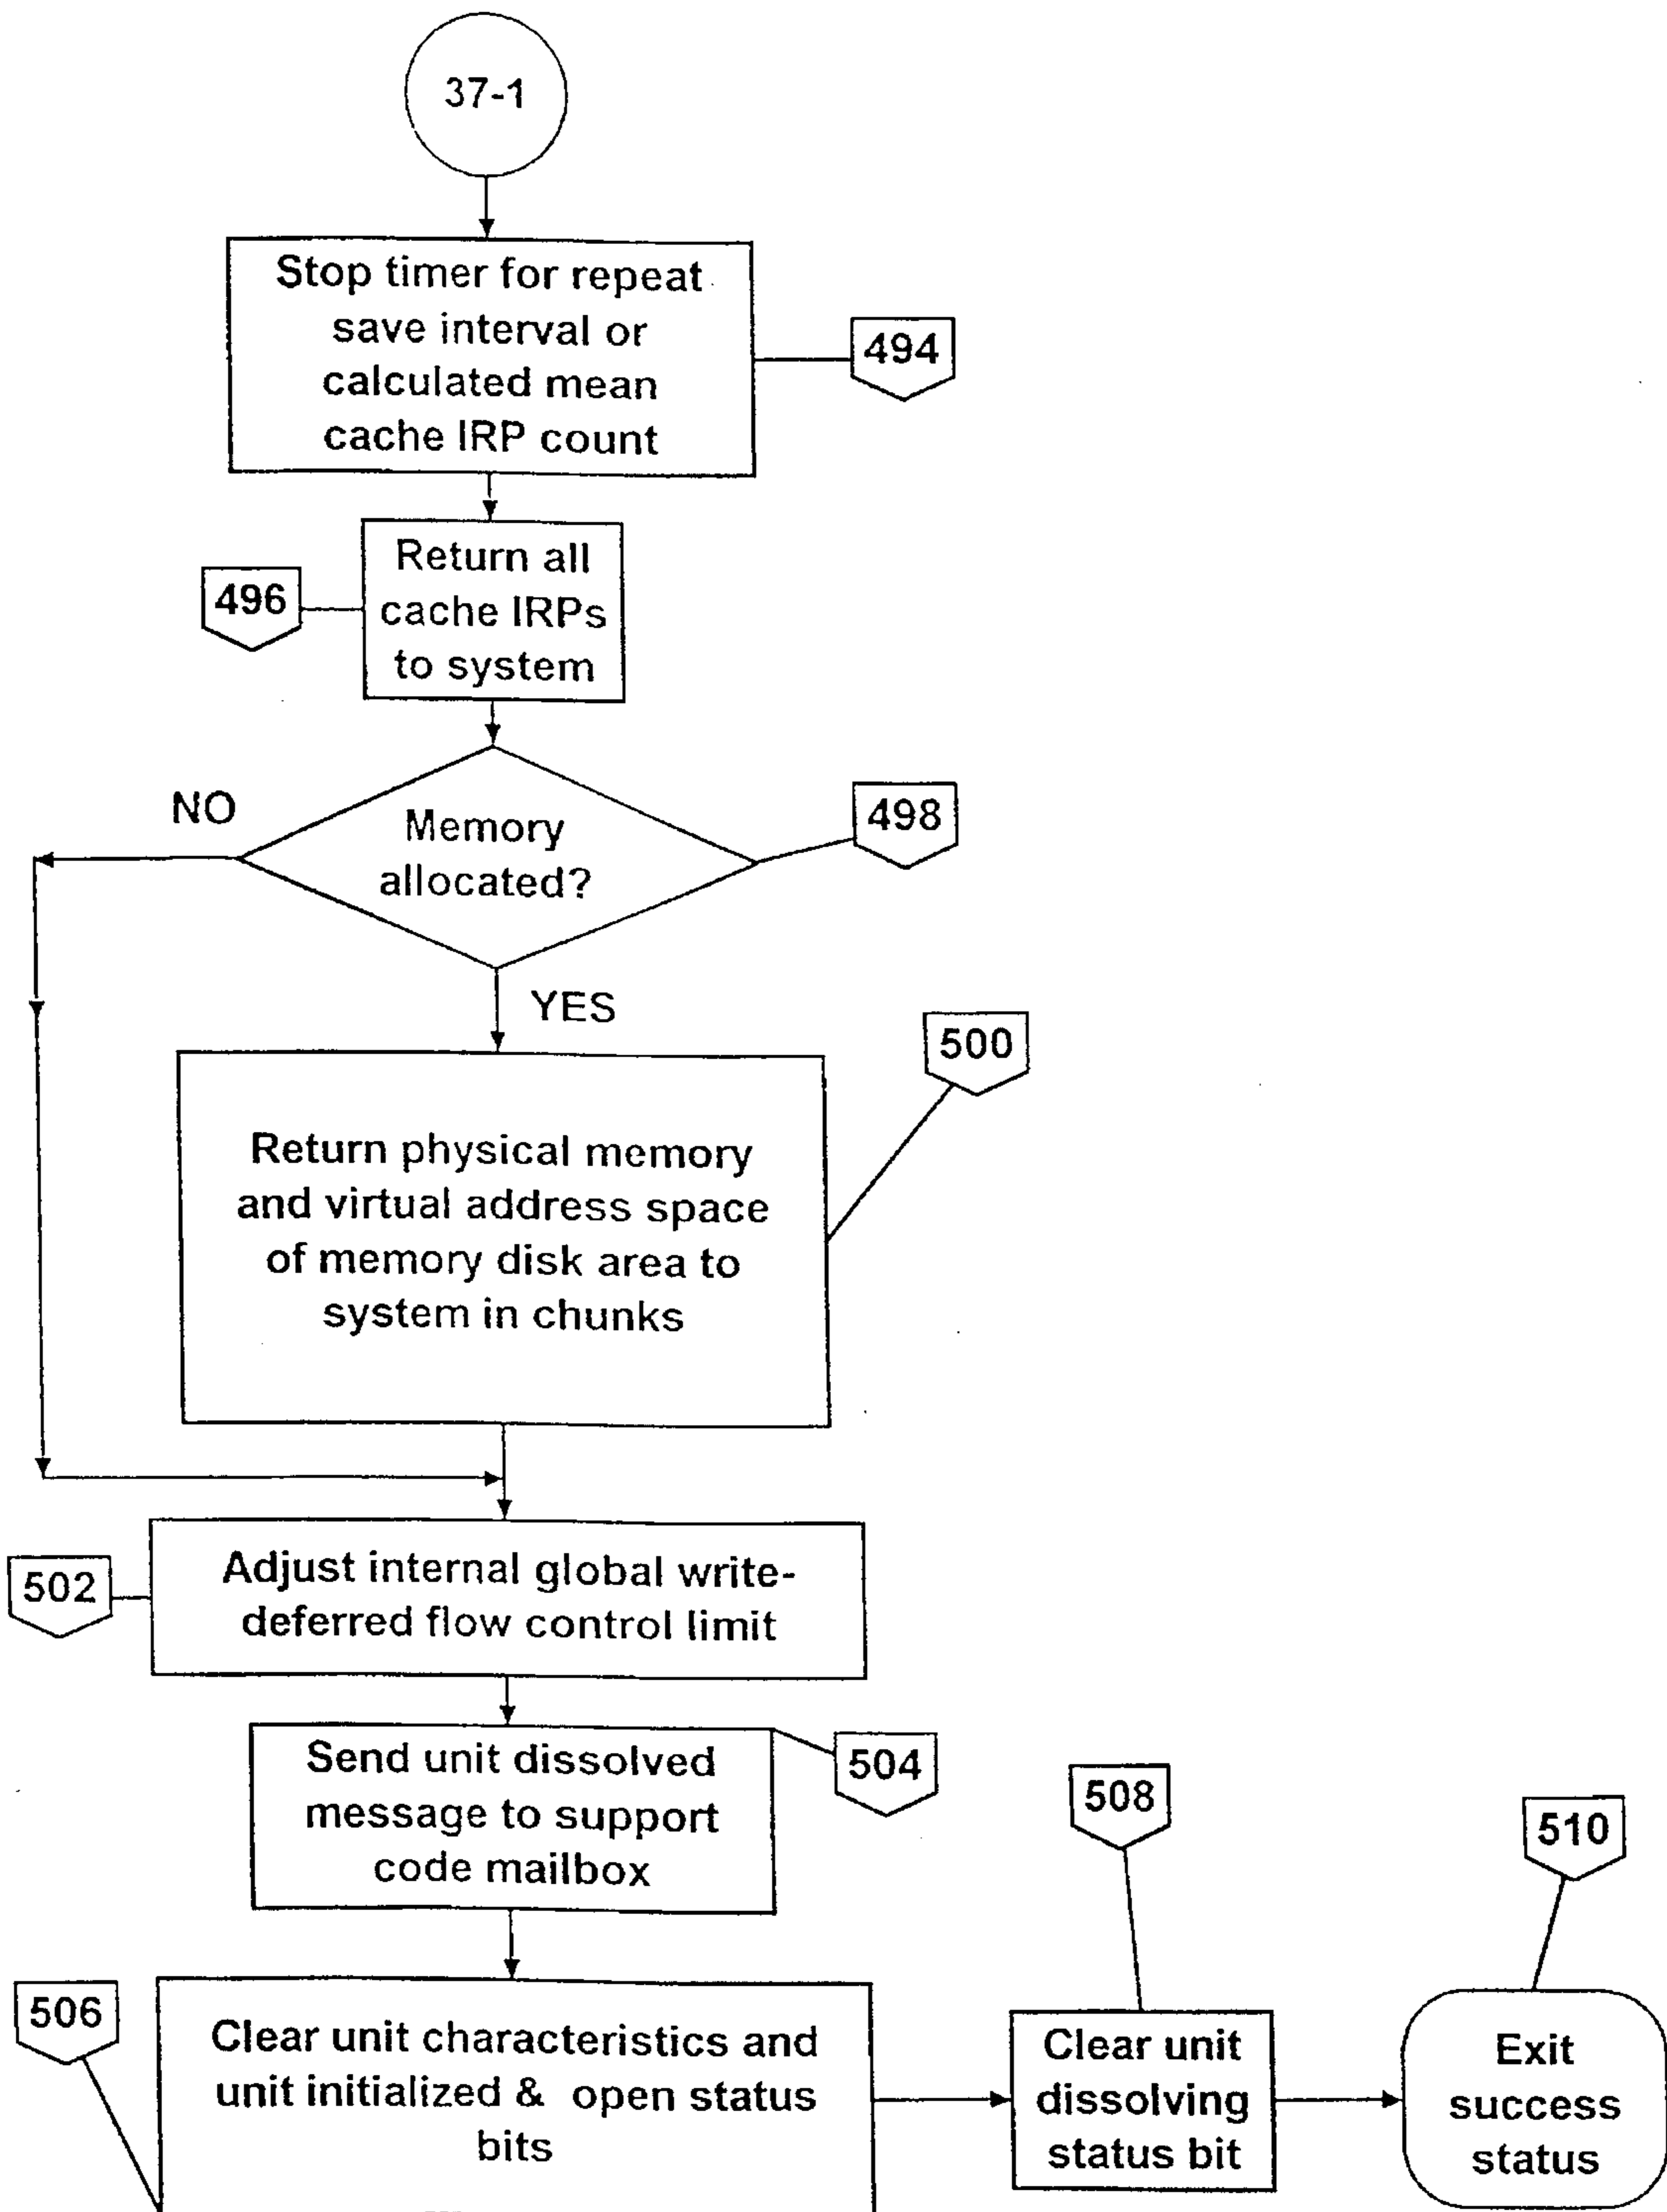 37-1
Stop timer for repeat
save interval or
calculated mean
cache IRP count
494
Return all
cache IRPs
to system
496
Memory
allocated?
498
NO
YES
Return physical memory
and virtual address space
of memory disk area to
system in chunks
500
Adjust internal global write-
deferred flow control limit
502
Send unit dissolved
message to support
code mailbox
504
Clear unit characteristics and
unit initialized & open status
bits
506
Clear unit
dissolving
status bit
508
Exit
success
status
510